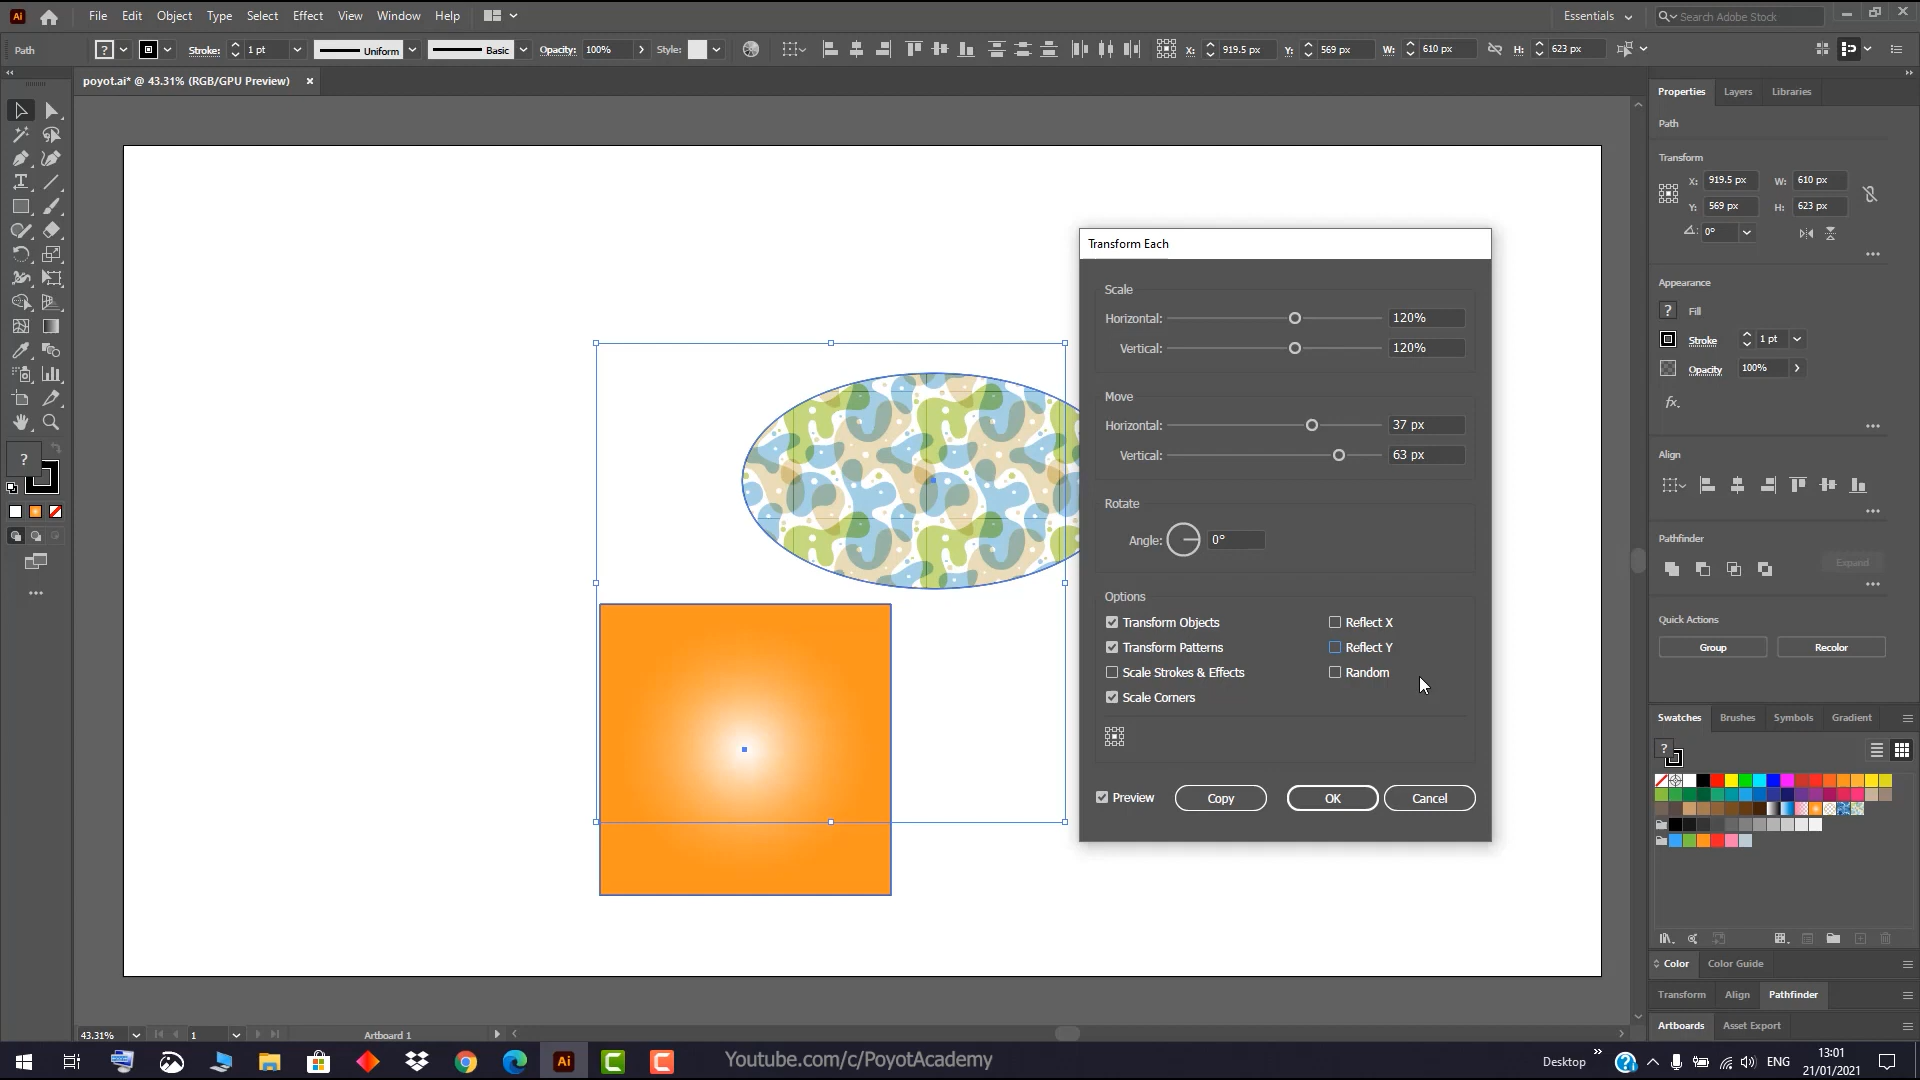 Ai File Edit Object Type Select Effect View Window Help Essentials Search Adobe Stock
Path ? Stroke: 1 pt Uniform Basic Opacity: 100% Style: X: 919.5 px Y: 569 px W: 610 px H: 623 px
poyot.ai* @ 43.31% (RGB/GPU Preview)
Properties Layers Libraries
Path
Transform
X: 919.5 px W: 610 px
Y: 569 px H: 623 px
0°
Appearance
? Fill
Stroke 1 pt
Opacity 100%
fx.
Align
Pathfinder
Expand
Quick Actions
Group Recolor
Transform Each
Scale
Horizontal: 120%
Vertical: 120%
Move
Horizontal: 37 px
Vertical: 63 px
Rotate
Angle: 0°
Options
Transform Objects Reflect X
Transform Patterns Reflect Y
Scale Strokes & Effects Random
Scale Corners
Preview Copy OK Cancel
?
Swatches Brushes Symbols Gradient
?
Color Color Guide
Transform Align Pathfinder
Artboards Asset Export
43.31% 1 Artboard 1
Ai Youtube.com/c/PoyotAcademy Desktop ENG 13:01
21/01/2021